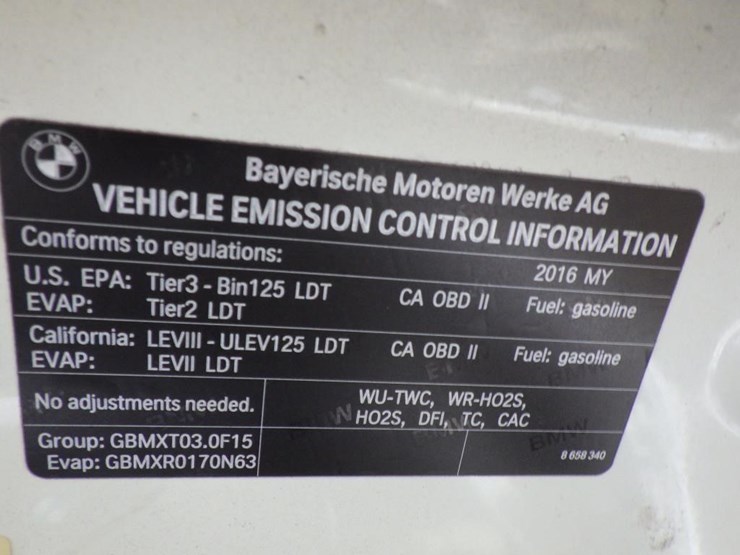 BMW
Bayerische Motoren Werke AG
VEHICLE EMISSION CONTROL INFORMATION
Conforms to regulations: 2016 MY
U.S. EPA: Tier3 - Bin125 LDT CA OBD II Fuel: gasoline
EVAP: Tier2 LDT
California: LEVIII - ULEV125 LDT CA OBD II Fuel: gasoline
EVAP: LEVII LDT
No adjustments needed.
WU-TWC, WR-HO2S,
HO2S, DFI, TC, CAC
Group: GBMXT03.0F15
Evap: GBMXR0170N63
BMW
8 658 340